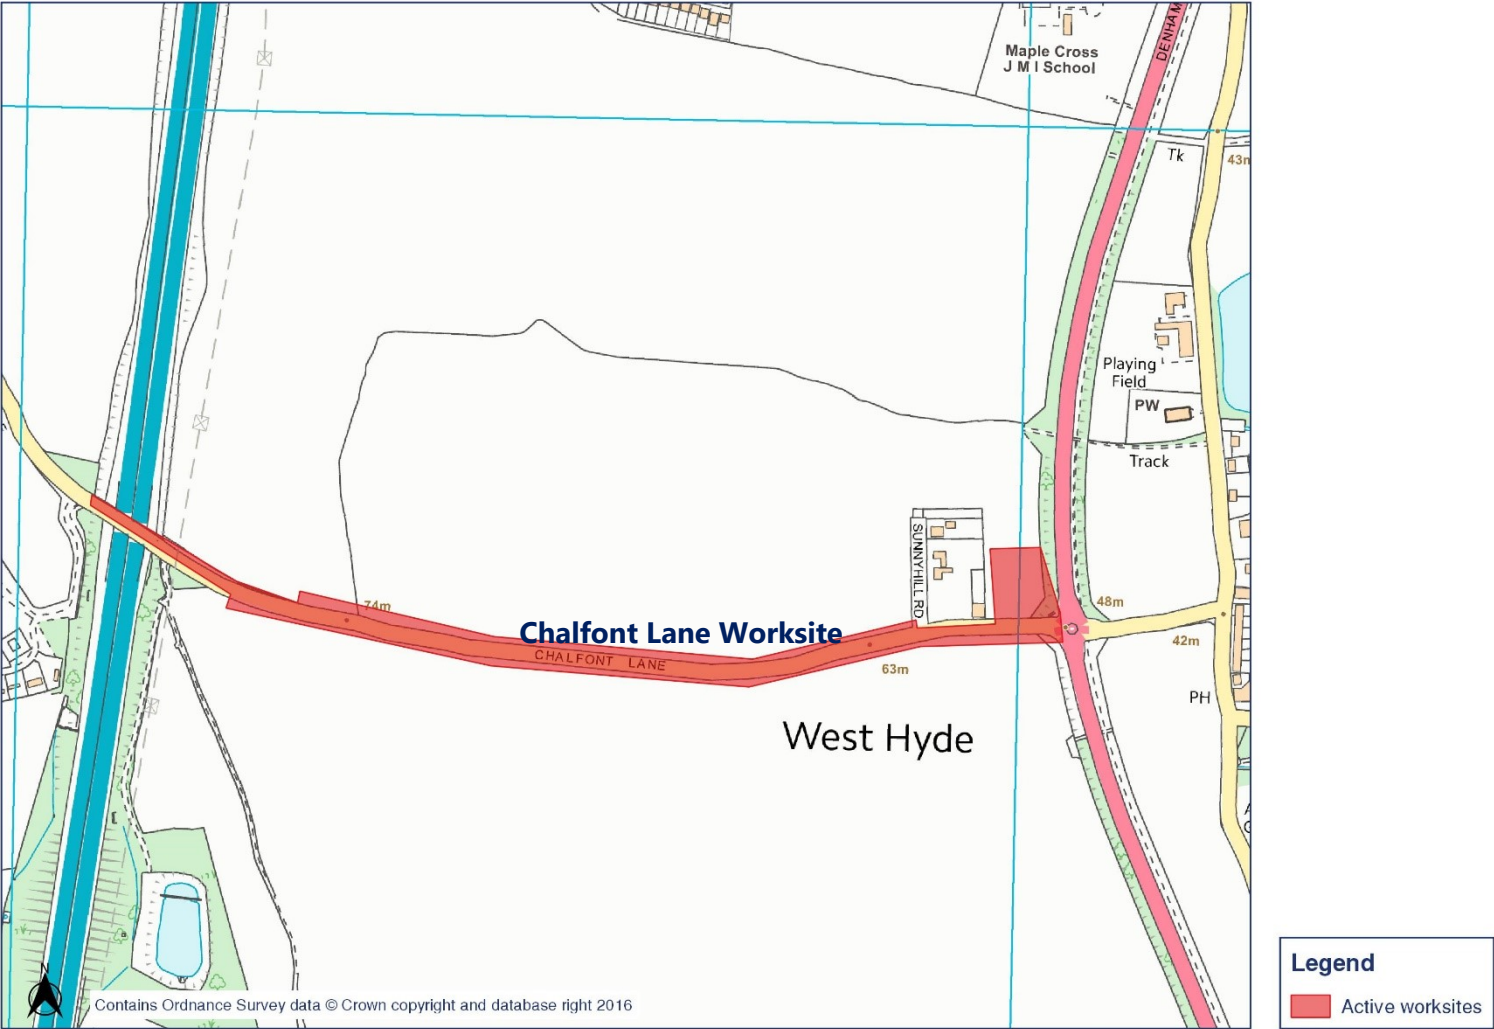 DENHAM
Maple Cross
J M I School
Tk
43m
Playing
Field
PW
Track
SUNNYHILL RD
74m
48m
Chalfont Lane Worksite
CHALFONT LANE
42m
63m
PH
West Hyde
N
Contains Ordnance Survey data © Crown copyright and database right 2016
Legend
Active worksites